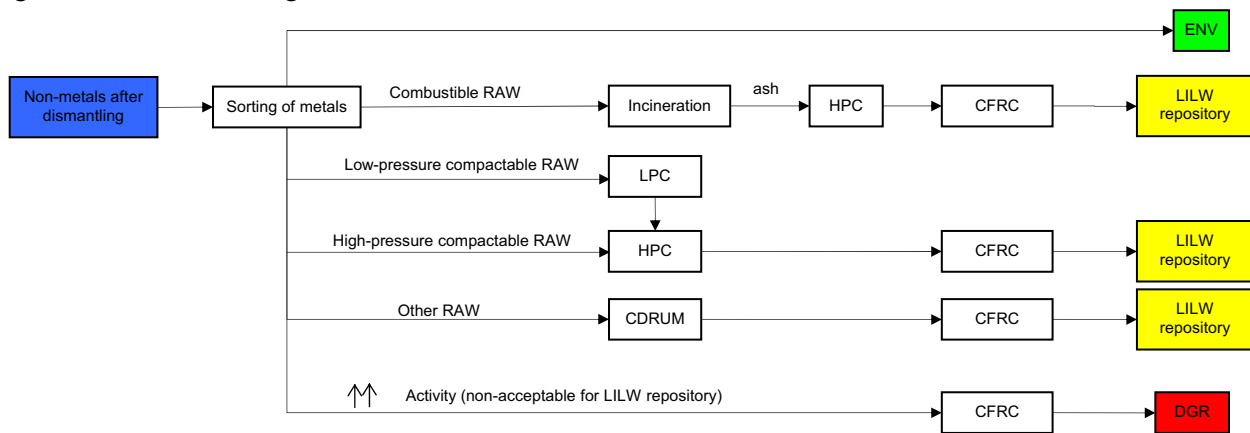 ENV
Non-metals after
dismantling
Sorting of metals
Combustible RAW
Incineration
ash
HPC
CFRC
LILW
repository
Low-pressure compactable RAW
LPC
High-pressure compactable RAW
HPC
CFRC
LILW
repository
Other RAW
CDRUM
CFRC
LILW
repository
Activity (non-acceptable for LILW repository)
CFRC
DGR